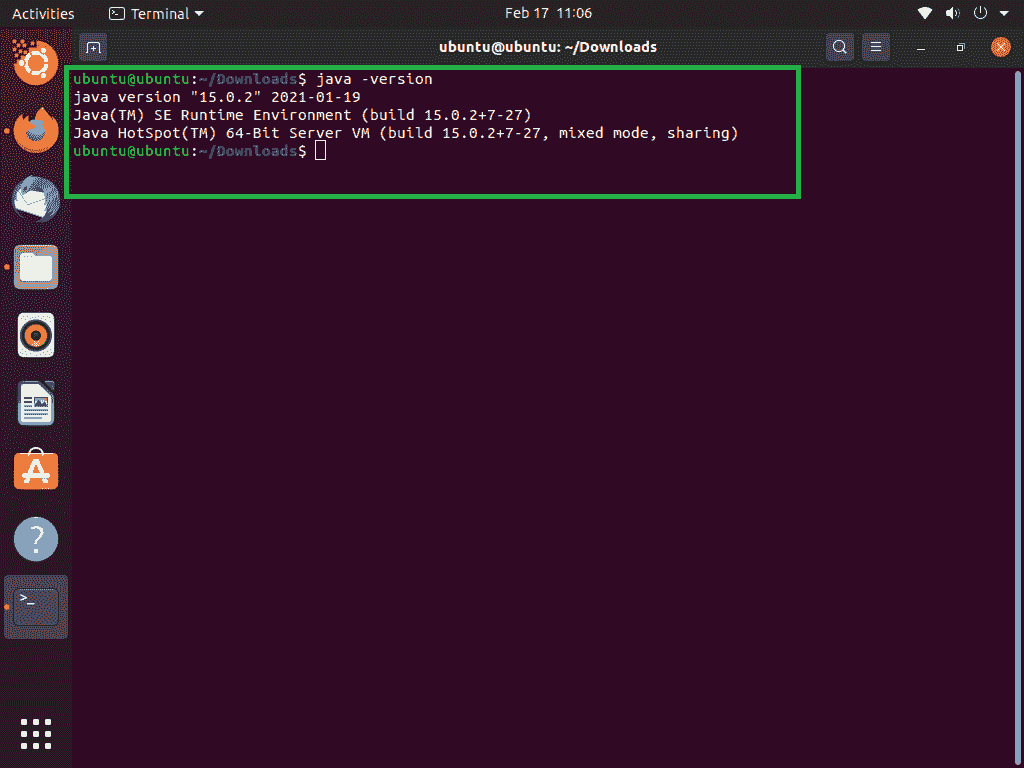 Activities
Terminal
Feb 17 11:06
ubuntu@ubuntu: ~/Downloads
ubuntu@ubuntu:~/Downloads$ java -version
java version "15.0.2" 2021-01-19
Java(TM) SE Runtime Environment (build 15.0.2+7-27)
Java HotSpot(TM) 64-Bit Server VM (build 15.0.2+7-27, mixed mode, sharing)
ubuntu@ubuntu:~/Downloads$